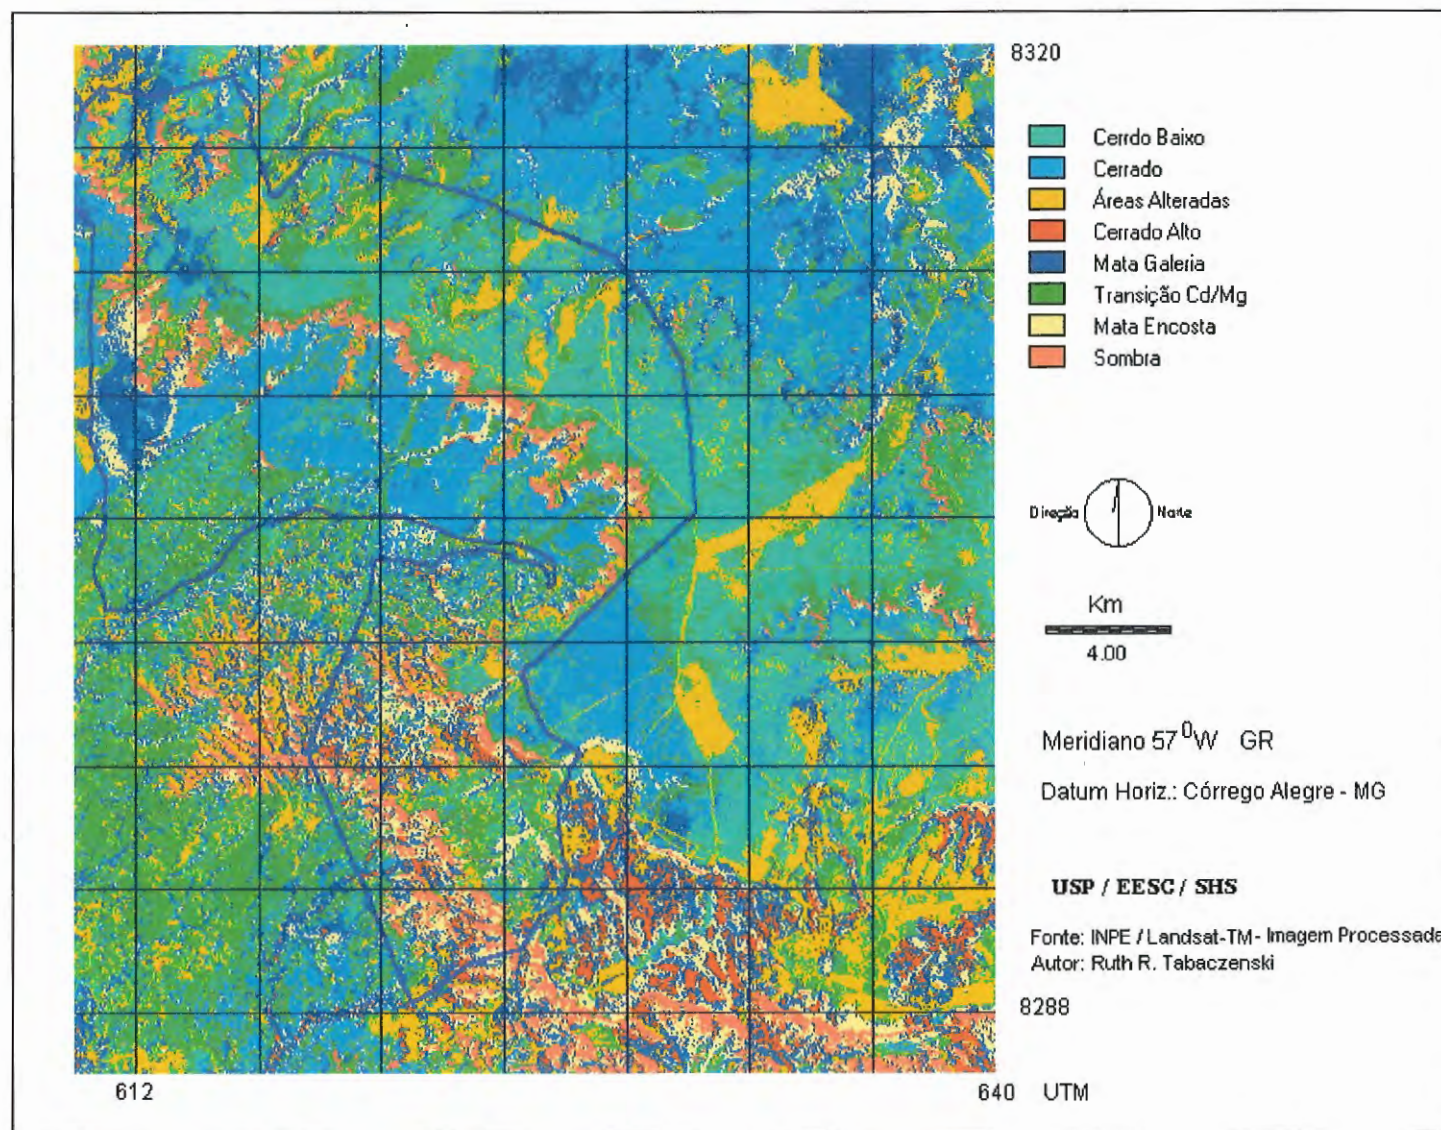 8320
Cerrdo Baixo
Cerrado
Áreas Alteradas
Cerrado Alto
Mata Galeria
Transição Cd/Mg
Mata Encosta
Sombra
Direção Norte
Km
4.00
Meridiano 57⁰W GR
Datum Horiz.: Córrego Alegre - MG
USP / EESC / SHS
Fonte: INPE / Landsat-TM - Imagem Processada
Autor: Ruth R. Tabaczenski
8288
612 640 UTM